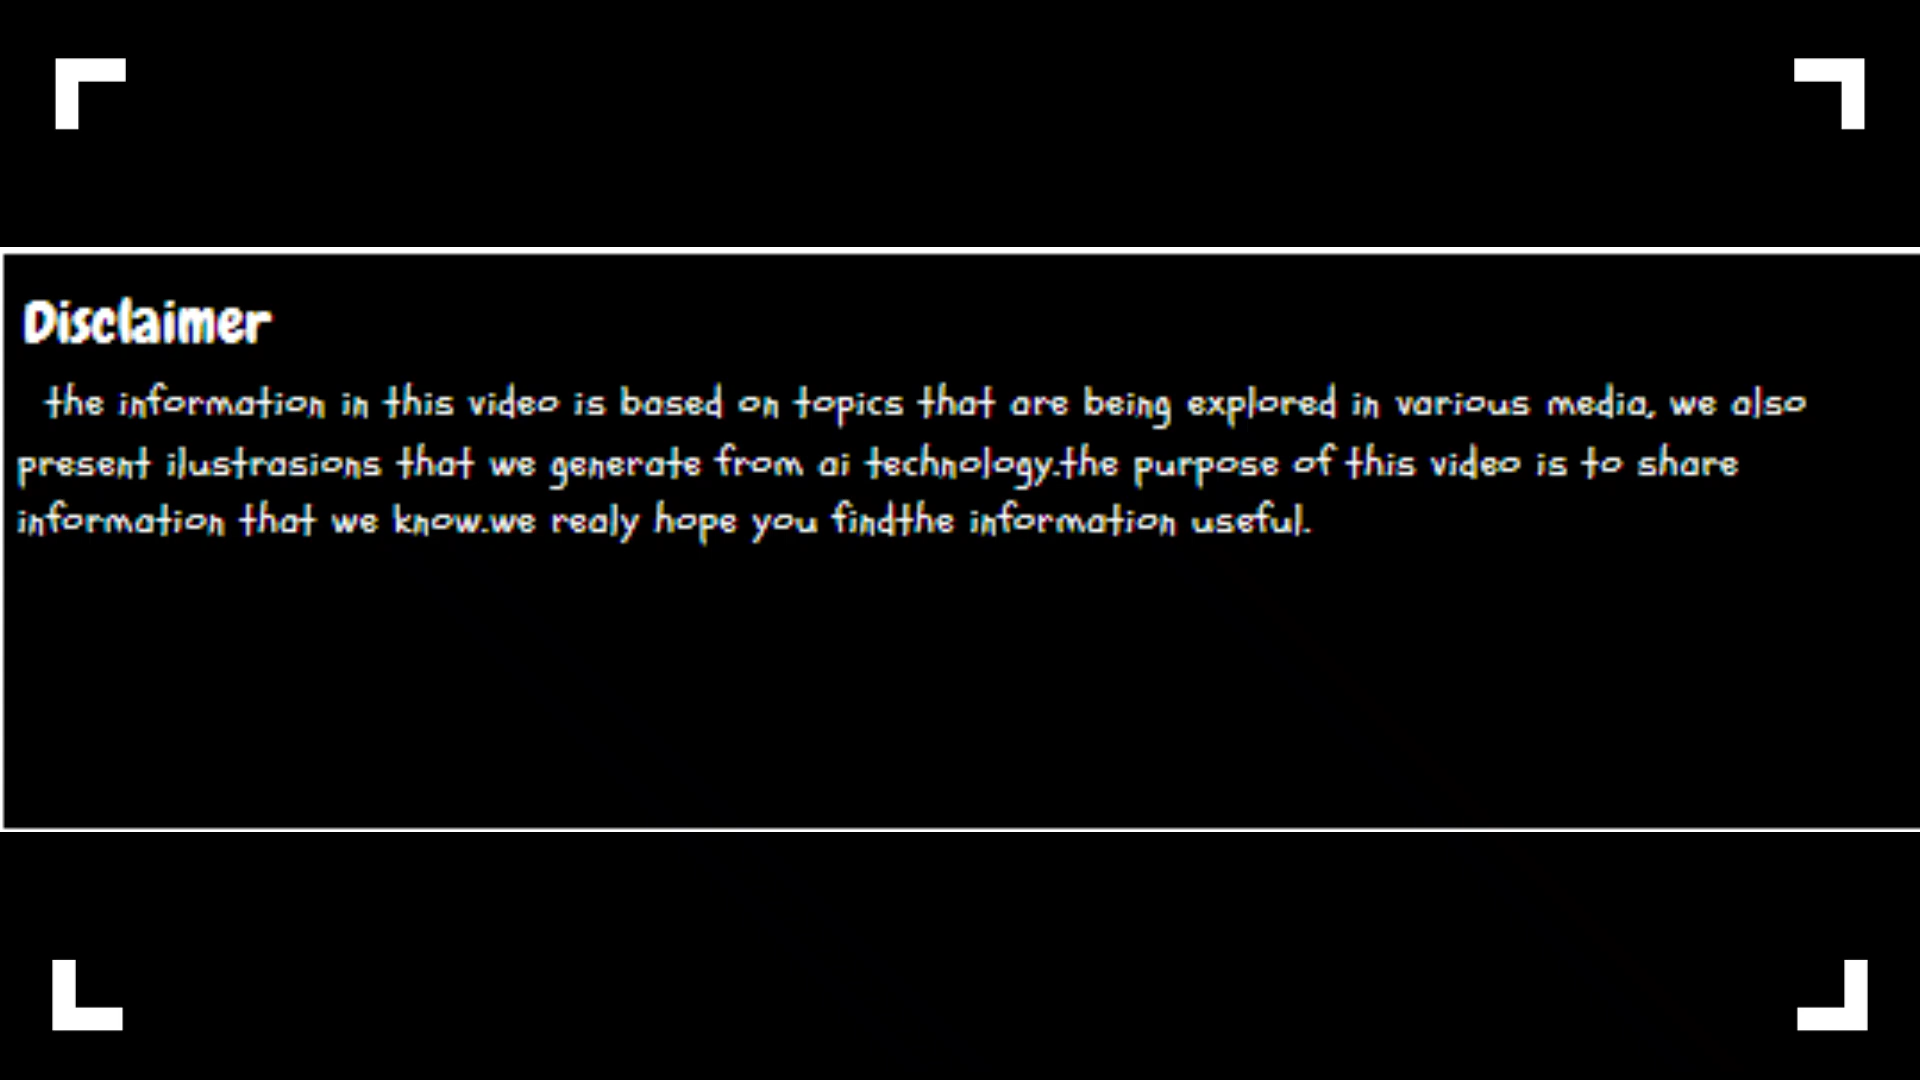 Disclaimer
the information in this video is based on topics that are being explored in various media, we also
present ilustrasions that we generate from ai technology.the purpose of this video is to share
information that we know.we realy hope you findthe information useful.